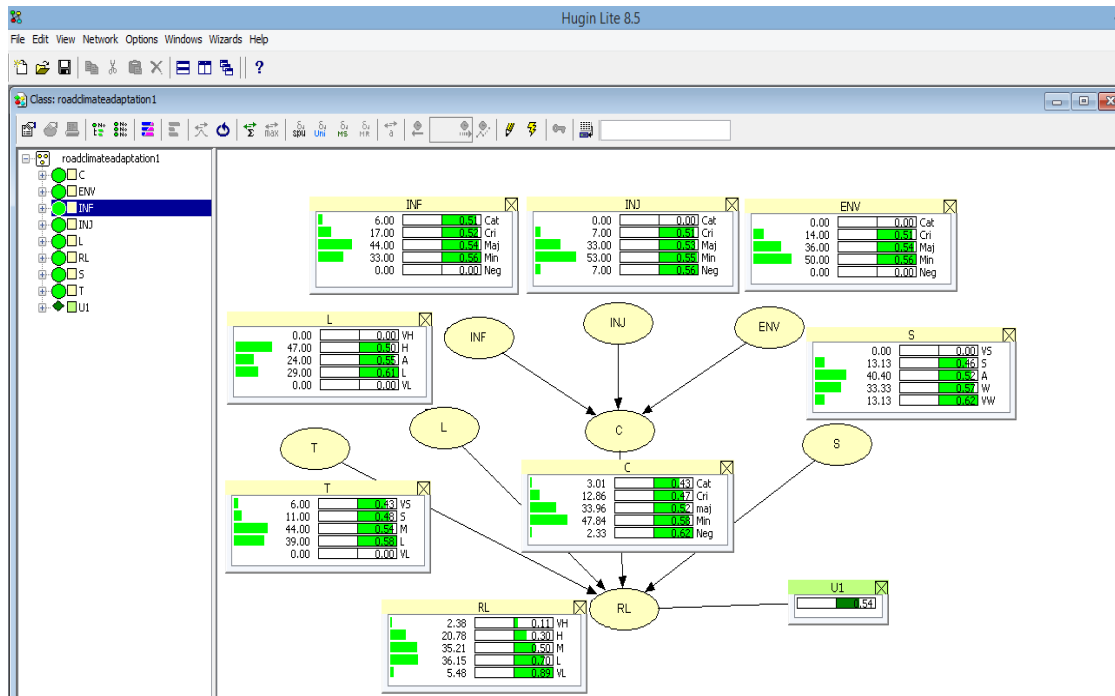 Hugin Lite 8.5
File Edit View Network Options Windows Wizards Help
Class: roadclimateadaptation1
roadclimateadaptation1
C
ENV
INF
INJ
L
RL
S
T
U1
INF
6.00 0.51 Cat
17.00 0.52 Cri
44.00 0.54 Maj
33.00 0.56 Min
0.00 0.00 Neg
INJ
0.00 0.00 Cat
7.00 0.51 Cri
33.00 0.53 Maj
53.00 0.55 Min
7.00 0.56 Neg
ENV
0.00 0.00 Cat
14.00 0.51 Cri
36.00 0.54 Maj
50.00 0.56 Min
0.00 0.00 Neg
L
0.00 0.00 VH
47.00 0.50 H
24.00 0.55 A
29.00 0.61 L
0.00 0.00 VL
INF
INJ
ENV
S
0.00 0.00 VS
13.13 0.46 S
40.40 0.52 A
33.33 0.57 W
13.13 0.62 VW
T
L
C
S
T
6.00 0.43 VS
11.00 0.48 S
44.00 0.54 M
39.00 0.58 L
0.00 0.00 VL
C
3.01 0.43 Cat
12.86 0.47 Cri
33.96 0.52 maj
47.84 0.58 Min
2.33 0.62 Neg
RL
2.38 0.11 VH
20.78 0.30 H
35.21 0.50 M
36.15 0.70 L
5.48 0.89 VL
RL
U1
0.54